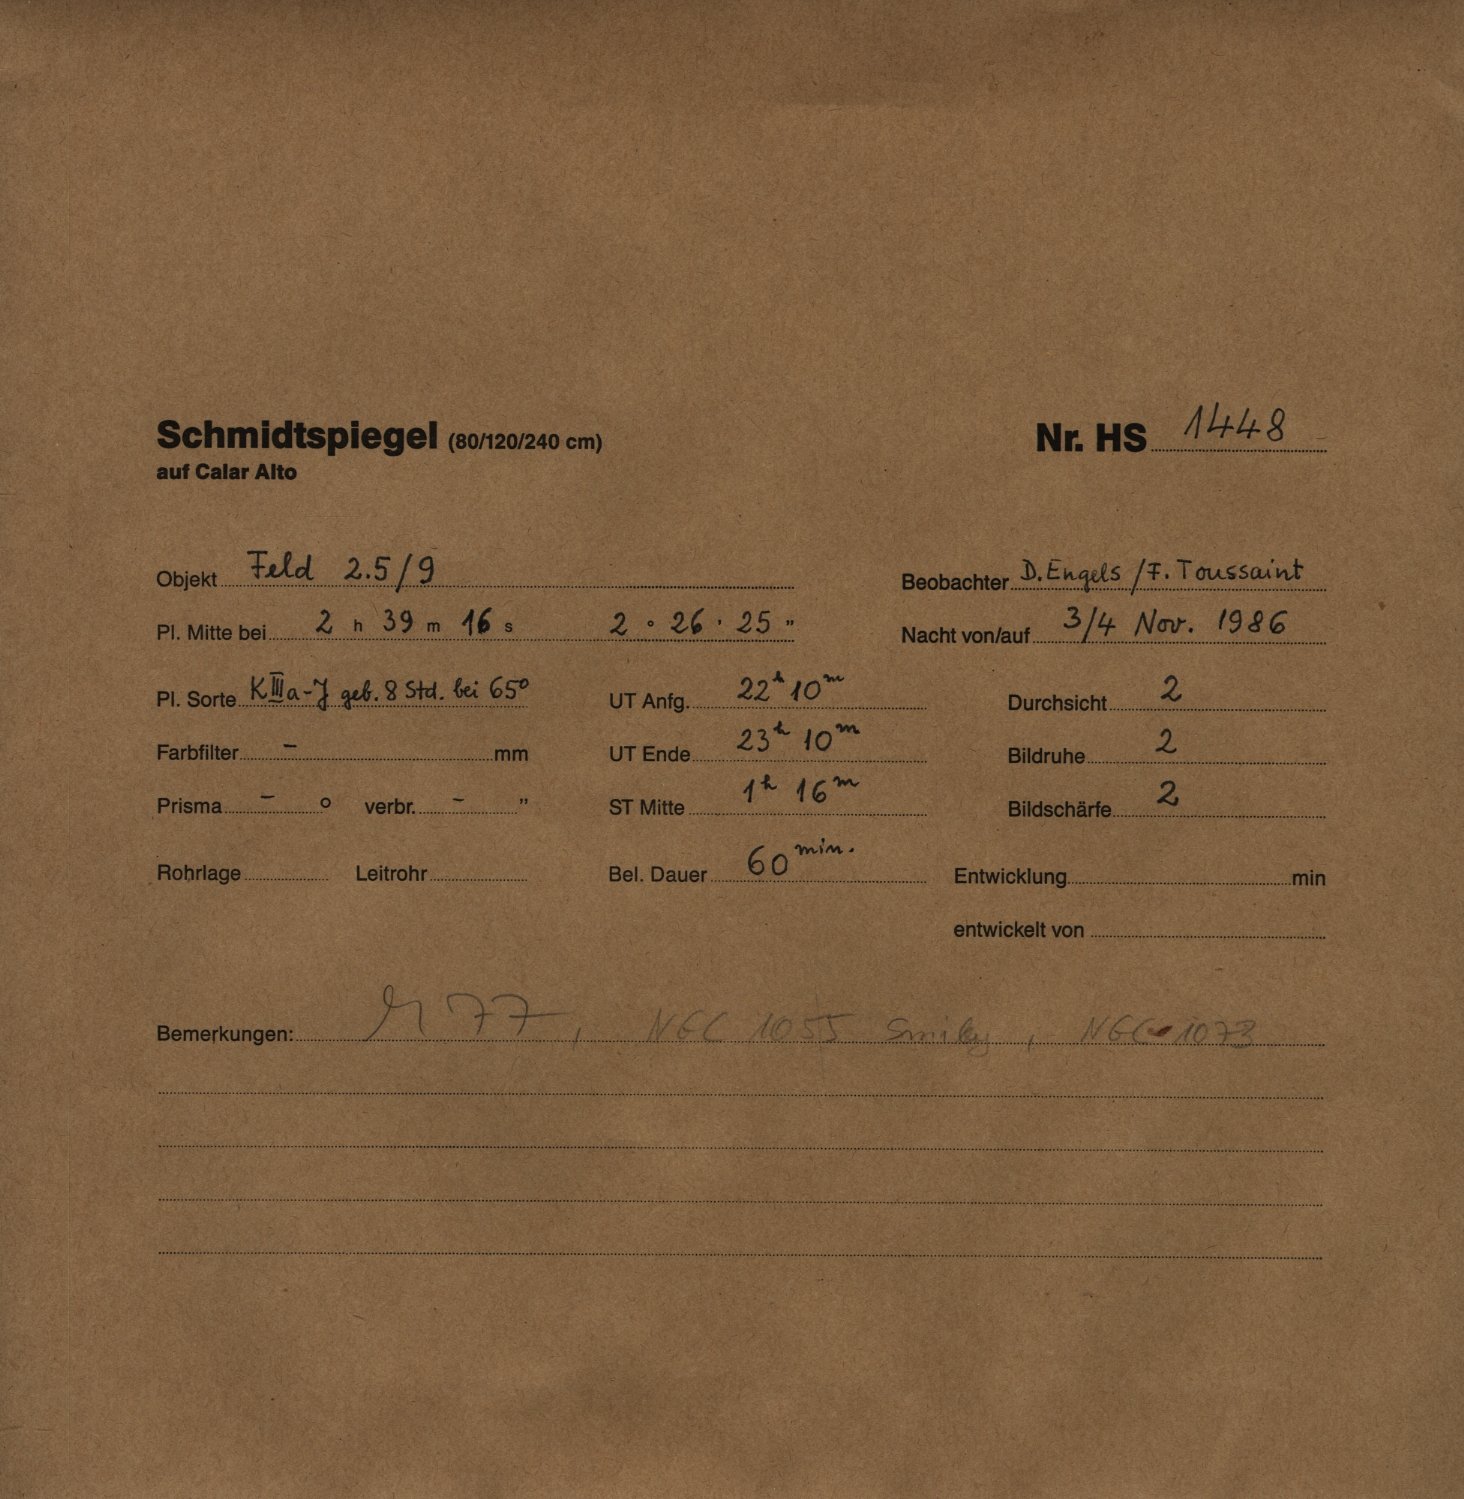 Schmidtspiegel (80/120/240 cm) Nr. HS 1448
auf Calar Alto
Objekt Feld 2.5/9 Beobachter D. Engels / F. Toussaint
Pl. Mitte bei 2 h 39 m 16 s 2 ° 26 ' 25 " Nacht von/auf 3/4 Nov. 1986
Pl. Sorte KIIIa-J geb. 8 Std. bei 65° UT Anfg. 22h 10m Durchsicht 2
Farbfilter – mm UT Ende 23h 10m Bildruhe 2
Prisma – ° verbr. – " ST Mitte 1h 16m Bildschärfe 2
Rohrlage Leitrohr Bel. Dauer 60 min. Entwicklung min
entwickelt von
Bemerkungen: M 77, NGC 1055 Smiley, NGC 1073